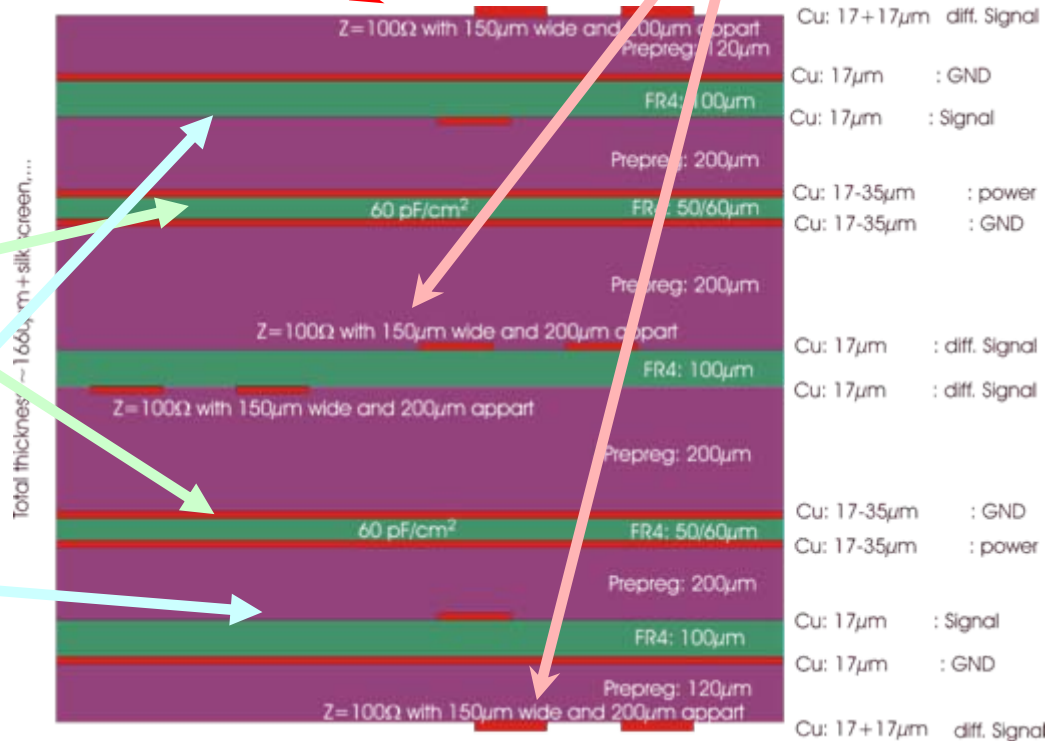 Cu: 17+17µm diff. Signal
Z=100Ω with 150µm wide and 200µm appart
Prepreg: 120µm
Cu: 17µm : GND
FR4: 100µm
Cu: 17µm : Signal
Prepreg: 200µm
Cu: 17-35µm : power
60 pF/cm² FR4: 50/60µm
Cu: 17-35µm : GND
Prepreg: 200µm
Z=100Ω with 150µm wide and 200µm appart
Cu: 17µm : diff. Signal
FR4: 100µm
Cu: 17µm : diff. Signal
Z=100Ω with 150µm wide and 200µm appart
Prepreg: 200µm
Cu: 17-35µm : GND
60 pF/cm² FR4: 50/60µm
Cu: 17-35µm : power
Prepreg: 200µm
Cu: 17µm : Signal
FR4: 100µm
Cu: 17µm : GND
Prepreg: 120µm
Z=100Ω with 150µm wide and 200µm appart
Cu: 17+17µm diff. Signal
Total thickness ~1660µm+silk screen,...